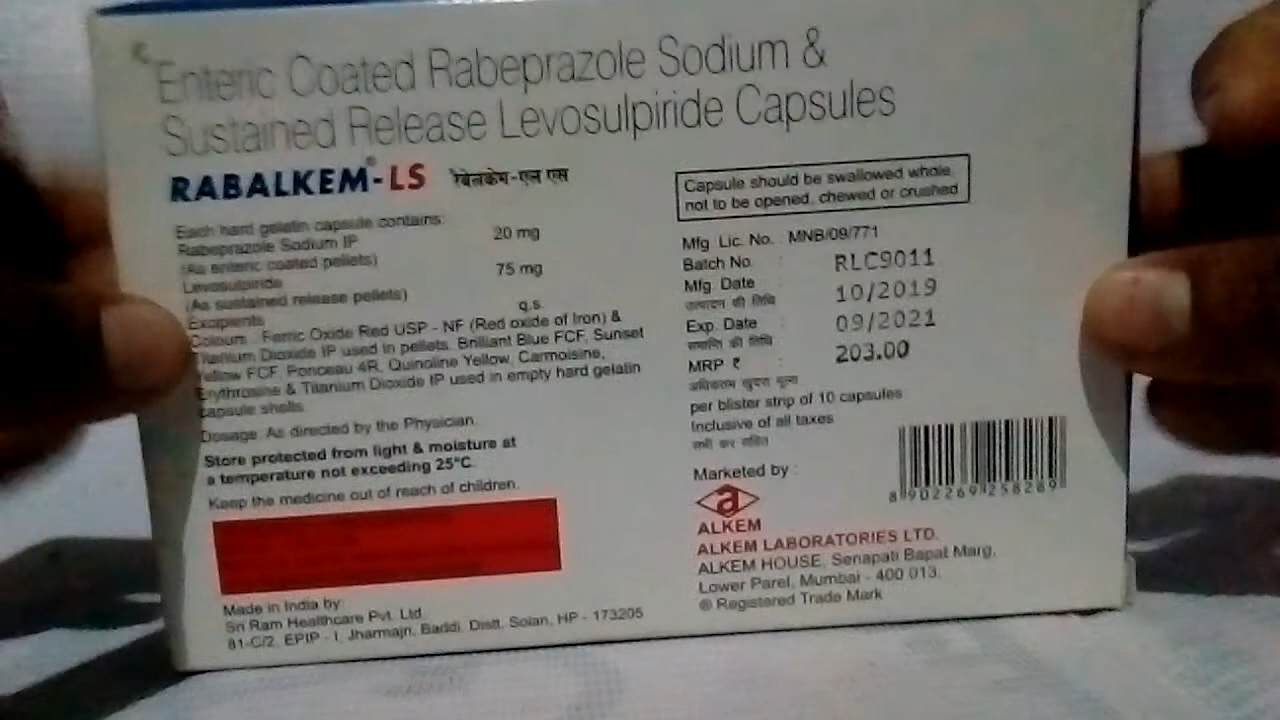 Enteric Coated Rabeprazole Sodium &
Sustained Release Levosulpiride Capsules
RABALKEM®-LS रेबेलकेम-एल एस
Each hard gelatin capsule contains:
Rabeprazole Sodium IP 20 mg
(As enteric coated pellets)
Levosulpiride 75 mg
(As sustained release pellets)
Excipients q.s.
Colours : Ferric Oxide Red USP - NF (Red oxide of Iron) &
Titanium Dioxide IP used in pellets, Brilliant Blue FCF, Sunset
Yellow FCF, Ponceau 4R, Quinoline Yellow, Carmoisine,
Erythrosine & Titanium Dioxide IP used in empty hard gelatin
capsule shells.
Dosage: As directed by the Physician.
Store protected from light & moisture at
a temperature not exceeding 25°C.
Keep the medicine out of reach of children.
Made in India by:
Sri Ram Healthcare Pvt. Ltd.
81-C/2, EPIP - I, Jharmajri, Baddi, Distt. Solan, HP - 173205
Capsule should be swallowed whole,
not to be opened, chewed or crushed
Mfg. Lic. No. : MNB/09/771
Batch No. : RLC9011
Mfg. Date : 10/2019
उत्पादन की तिथि
Exp. Date : 09/2021
समाप्ति की तिथि
MRP ₹ : 203.00
अधिकतम खुदरा मूल्य
per blister strip of 10 capsules
Inclusive of all taxes
सभी कर सहित
Marketed by :
a
ALKEM
ALKEM LABORATORIES LTD.
ALKEM HOUSE, Senapati Bapat Marg,
Lower Parel, Mumbai - 400 013.
® Registered Trade Mark
8 902269 258269